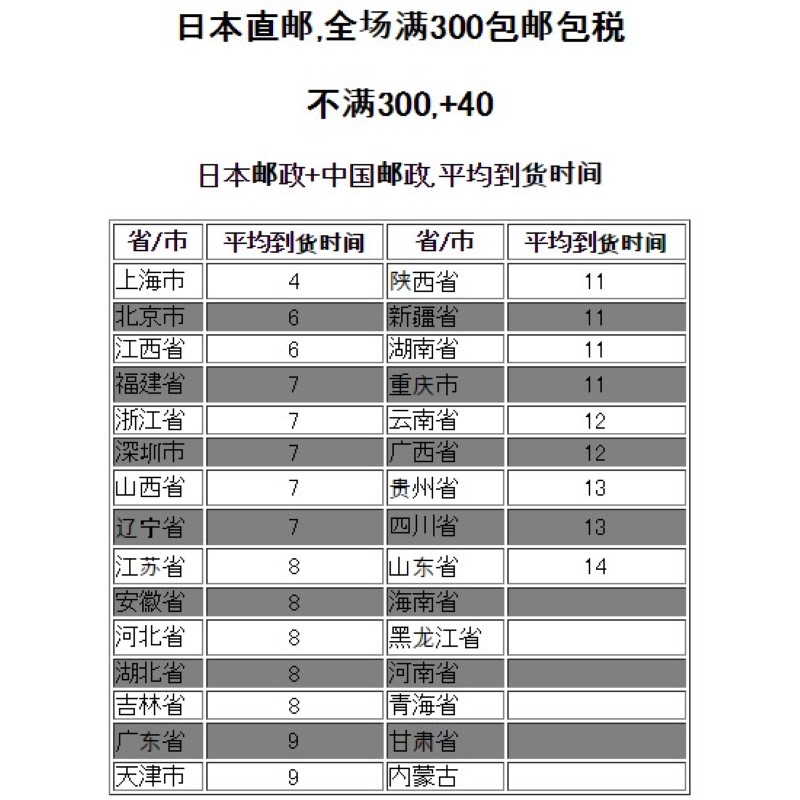 日本直邮,全场满300包邮包税
不满300,+40
日本邮政+中国邮政,平均到货时间
省/市 平均到货时间 省/市 平均到货时间
上海市 4 陕西省 11
北京市 6 新疆省 11
江西省 6 湖南省 11
福建省 7 重庆市 11
浙江省 7 云南省 12
深圳市 7 广西省 12
山西省 7 贵州省 13
辽宁省 7 四川省 13
江苏省 8 山东省 14
安徽省 8 海南省
河北省 8 黑龙江省
湖北省 8 河南省
吉林省 8 青海省
广东省 9 甘肃省
天津市 9 内蒙古